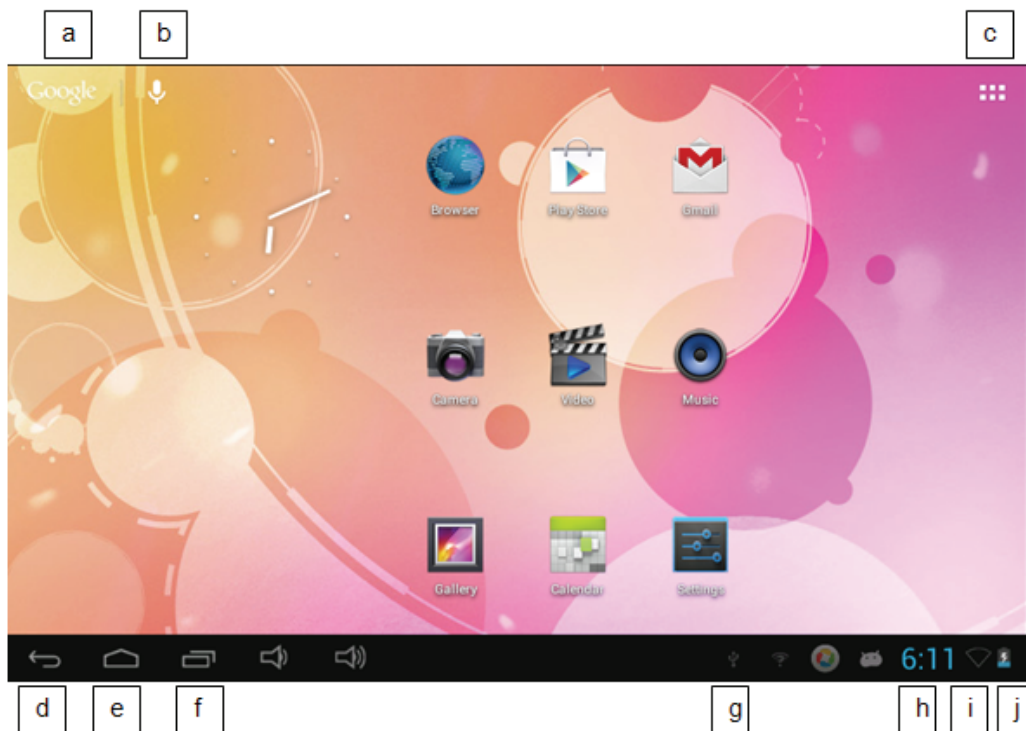 a b c
Google
Browser Play Store Gmail
Camera Video Music
Gallery Calendar Settings
6:11
d e f g h i j